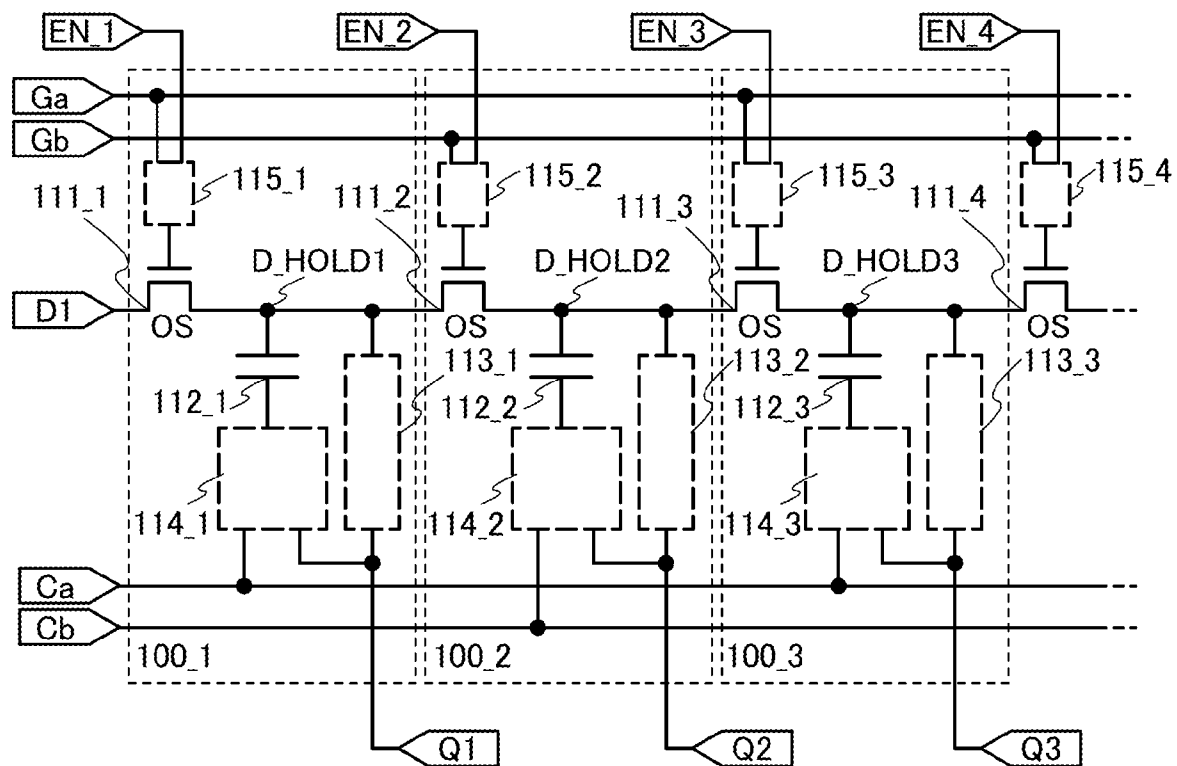 EN_1 EN_2 EN_3 EN_4
Ga
Gb
115_1 115_2 115_3 115_4
111_1 111_2 111_3 111_4
D_HOLD1 D_HOLD2 D_HOLD3
D1
OS OS OS OS
113_1 113_2 113_3
112_1 112_2 112_3
114_1 114_2 114_3
Ca
Cb
100_1 100_2 100_3
Q1 Q2 Q3